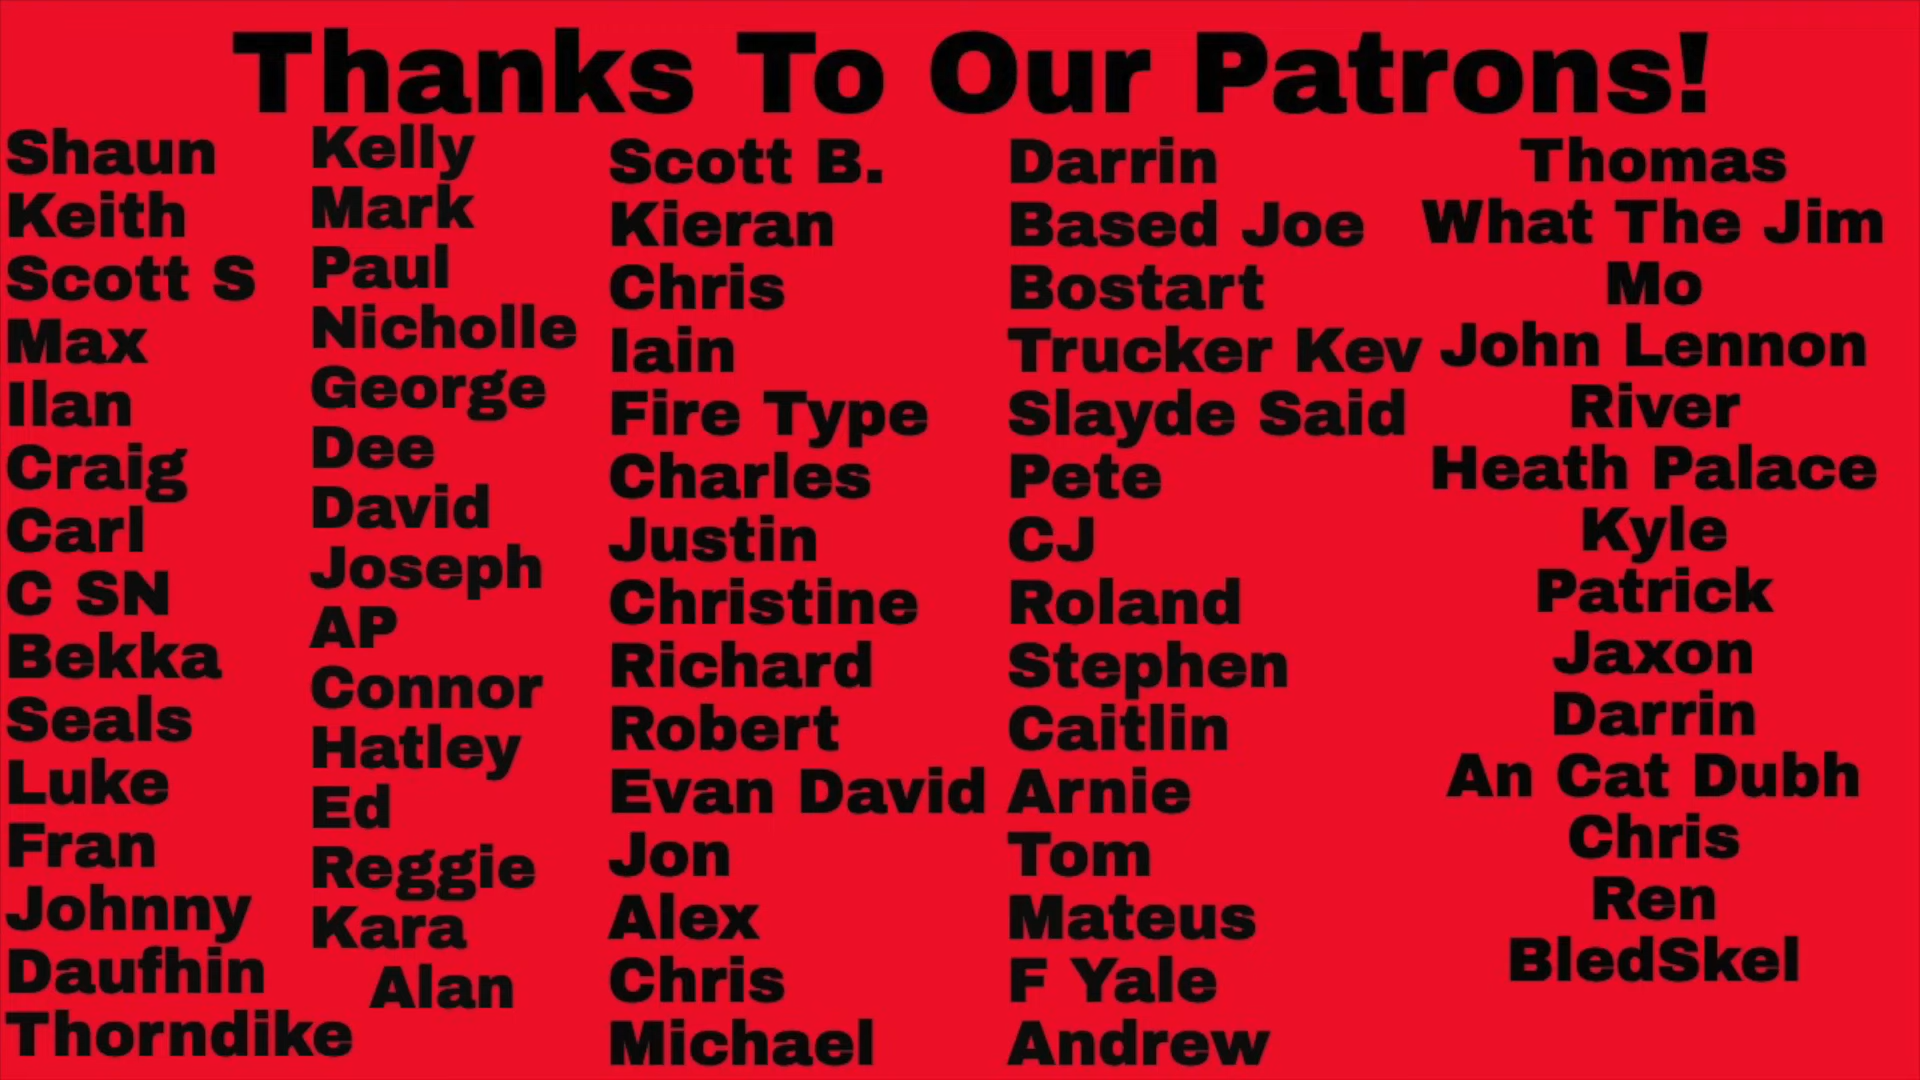 Thanks To Our Patrons!
Shaun
Keith
Scott S
Max
Ilan
Craig
Carl
C SN
Bekka
Seals
Luke
Fran
Johnny
Daufhin
Thorndike
Kelly
Mark
Paul
Nicholle
George
Dee
David
Joseph
AP
Connor
Hatley
Ed
Reggie
Kara
Alan
Scott B.
Kieran
Chris
Iain
Fire Type
Charles
Justin
Christine
Richard
Robert
Evan David
Jon
Alex
Chris
Michael
Darrin
Based Joe
Bostart
Trucker Kev
Slayde Said
Pete
CJ
Roland
Stephen
Caitlin
Arnie
Tom
Mateus
F Yale
Andrew
Thomas
What The Jim
Mo
John Lennon
River
Heath Palace
Kyle
Patrick
Jaxon
Darrin
An Cat Dubh
Chris
Ren
BledSkel